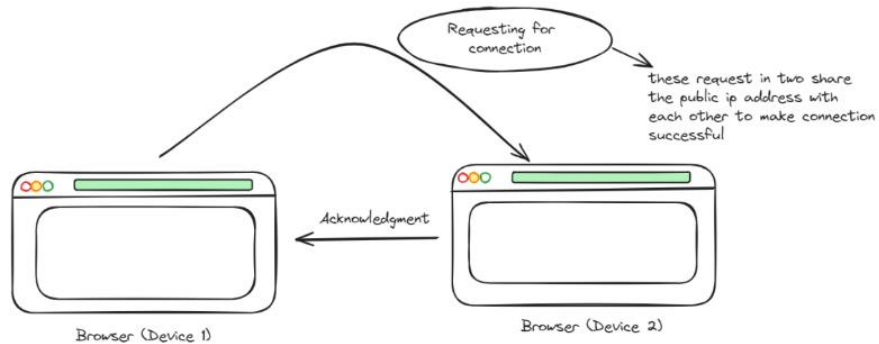 Requesting for
connection
these request in two share
the public ip address with
each other to make connection
successful
Acknowledgment
Browser (Device 1)
Browser (Device 2)